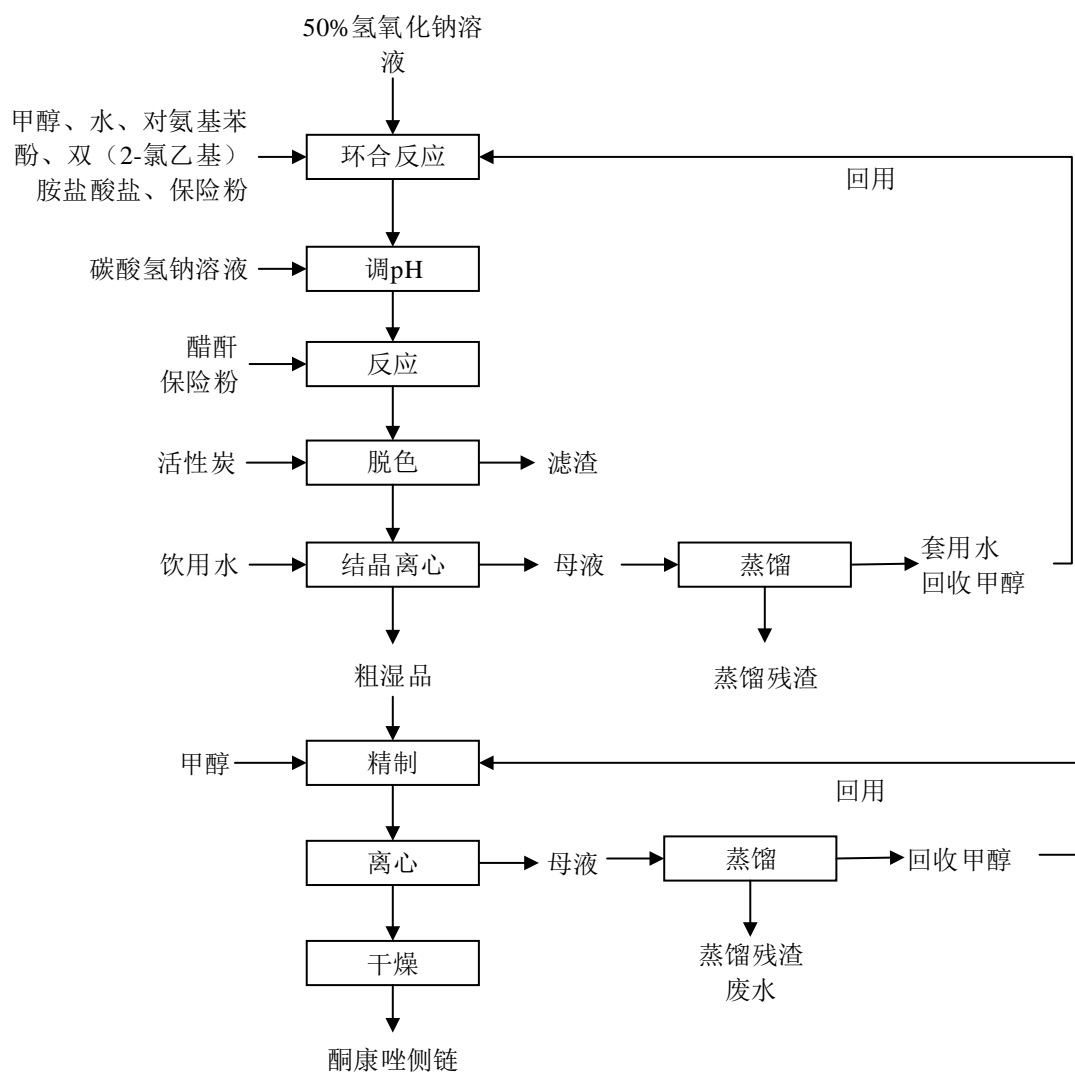 50%氢氧化钠溶
液
甲醇、水、对氨基苯
酚、双（2-氯乙基）
胺盐酸盐、保险粉
环合反应
回用
碳酸氢钠溶液
调pH
醋酐
保险粉
反应
活性炭
脱色
滤渣
饮用水
结晶离心
母液
蒸馏
套用水
回收甲醇
粗湿品
蒸馏残渣
甲醇
精制
回用
离心
母液
蒸馏
回收甲醇
干燥
蒸馏残渣
废水
酮康唑侧链